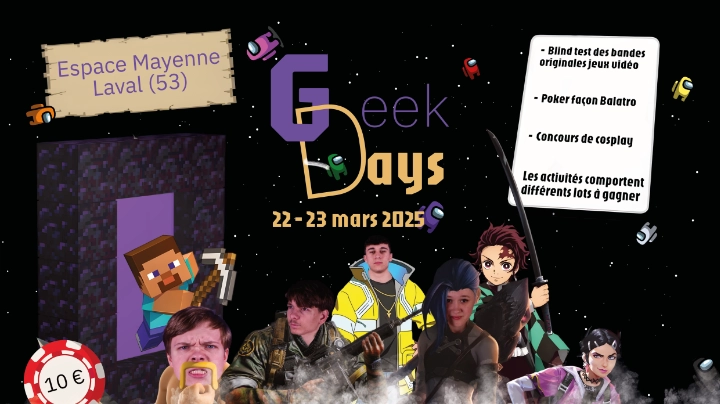 Espace Mayenne
Laval (53)
Geek
Days
22-23 mars 2025
- Blind test des bandes
originales jeux vidéo
- Poker façon Balatro
- Concours de cosplay
Les activités comportent
différents lots à gagner
10 €